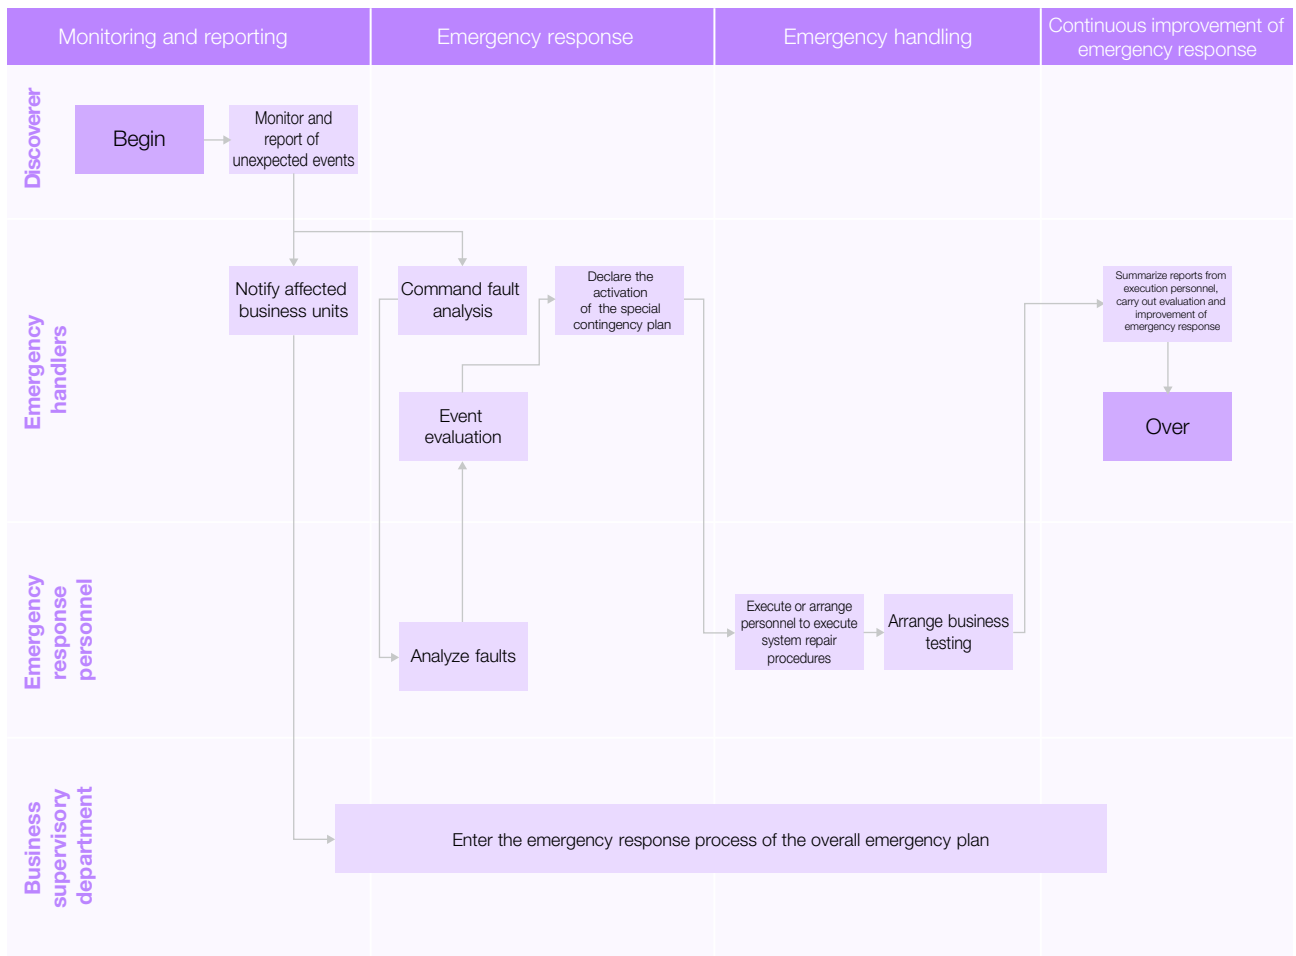 Monitoring and reporting
Emergency response
Emergency handling
Continuous improvement of
emergency response
Discoverer
Begin
Monitor and
report of
unexpected events
Emergency
handlers
Notify affected
business units
Command fault
analysis
Declare the
activation
of the special
contingency plan
Summarize reports from
execution personnel,
carry out evaluation and
improvement of
emergency response
Event
evaluation
Over
Emergency
response
personnel
Analyze faults
Execute or arrange
personnel to execute
system repair
procedures
Arrange business
testing
Business
supervisory
department
Enter the emergency response process of the overall emergency plan